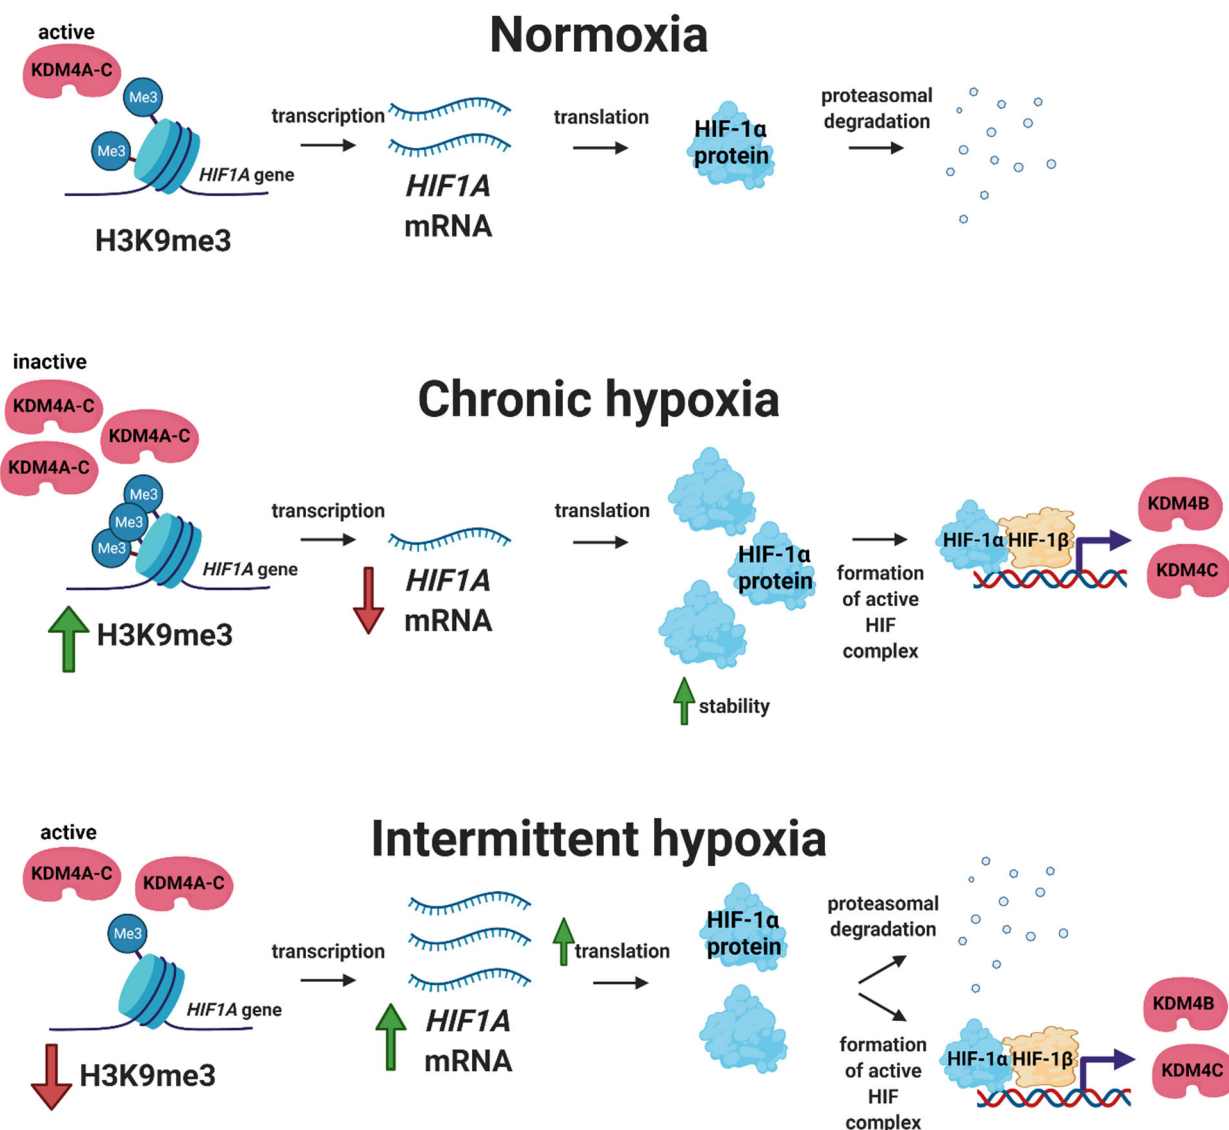 Normoxia
active
KDM4A-C
Me3
Me3
HIF1A gene
H3K9me3
transcription
HIF1A
mRNA
translation
HIF-1α
protein
proteasomal
degradation
Chronic hypoxia
inactive
KDM4A-C
KDM4A-C
KDM4A-C
Me3
Me3
Me3
HIF1A gene
H3K9me3
transcription
HIF1A
mRNA
translation
HIF-1α
protein
stability
formation
of active
HIF
complex
HIF-1α
HIF-1β
KDM4B
KDM4C
Intermittent hypoxia
active
KDM4A-C
KDM4A-C
Me3
HIF1A gene
H3K9me3
transcription
HIF1A
mRNA
translation
HIF-1α
protein
proteasomal
degradation
formation
of active
HIF
complex
HIF-1α
HIF-1β
KDM4B
KDM4C